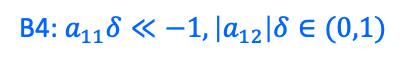 B4: 𝑎₁₁𝛿 ≪ −1, |𝑎₁₂|𝛿 ∈ (0,1)